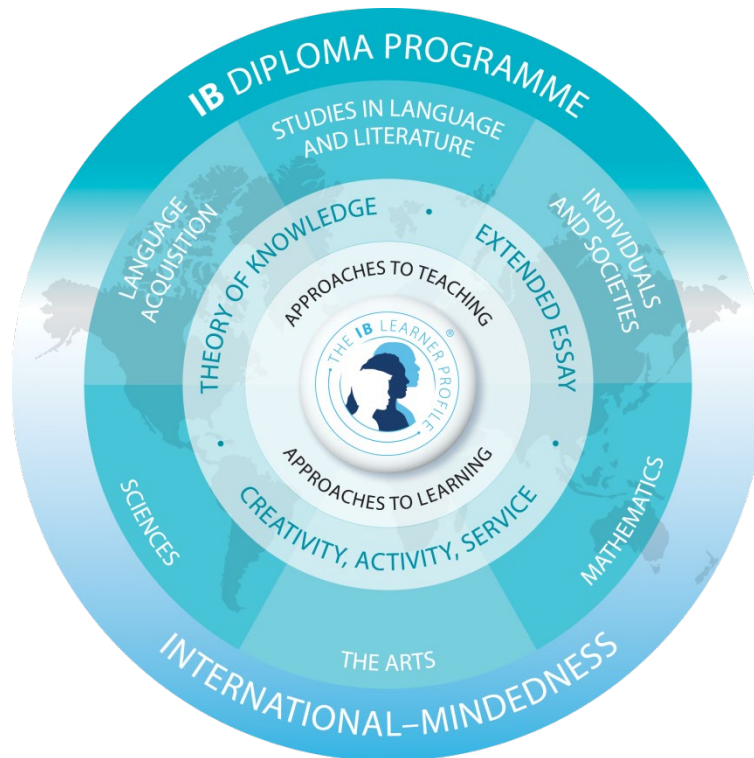 IB DIPLOMA PROGRAMME
STUDIES IN LANGUAGE
AND LITERATURE
LANGUAGE
ACQUISITION
INDIVIDUALS
AND SOCIETIES
THEORY OF KNOWLEDGE
•
EXTENDED ESSAY
•
•
APPROACHES TO TEACHING
THE IB LEARNER PROFILE ®
APPROACHES TO LEARNING
CREATIVITY, ACTIVITY, SERVICE
SCIENCES
MATHEMATICS
THE ARTS
INTERNATIONAL–MINDEDNESS